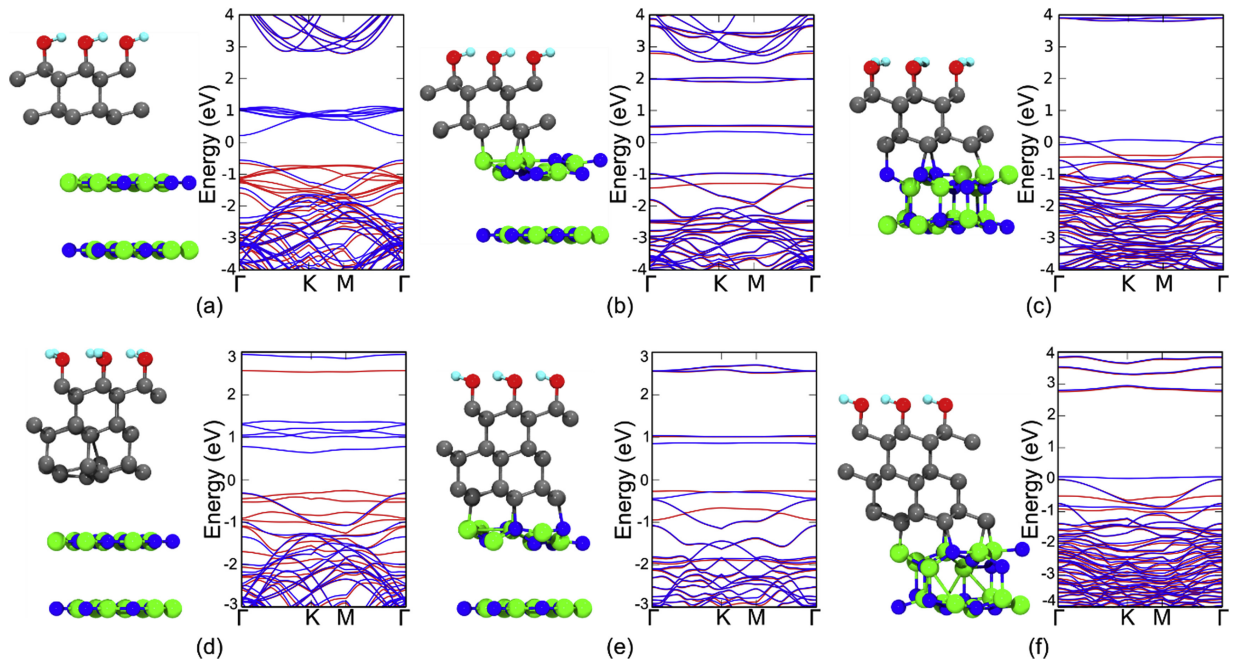 Energy (eV)
4
3
2
1
0
-1
-2
-3
-4
Γ K M Γ
(a)
Energy (eV)
4
3
2
1
0
-1
-2
-3
-4
Γ K M Γ
(b)
Energy (eV)
4
3
2
1
0
-1
-2
-3
-4
Γ K M Γ
(c)
Energy (eV)
3
2
1
0
-1
-2
-3
Γ K M Γ
(d)
Energy (eV)
3
2
1
0
-1
-2
-3
Γ K M Γ
(e)
Energy (eV)
4
3
2
1
0
-1
-2
-3
-4
Γ K M Γ
(f)